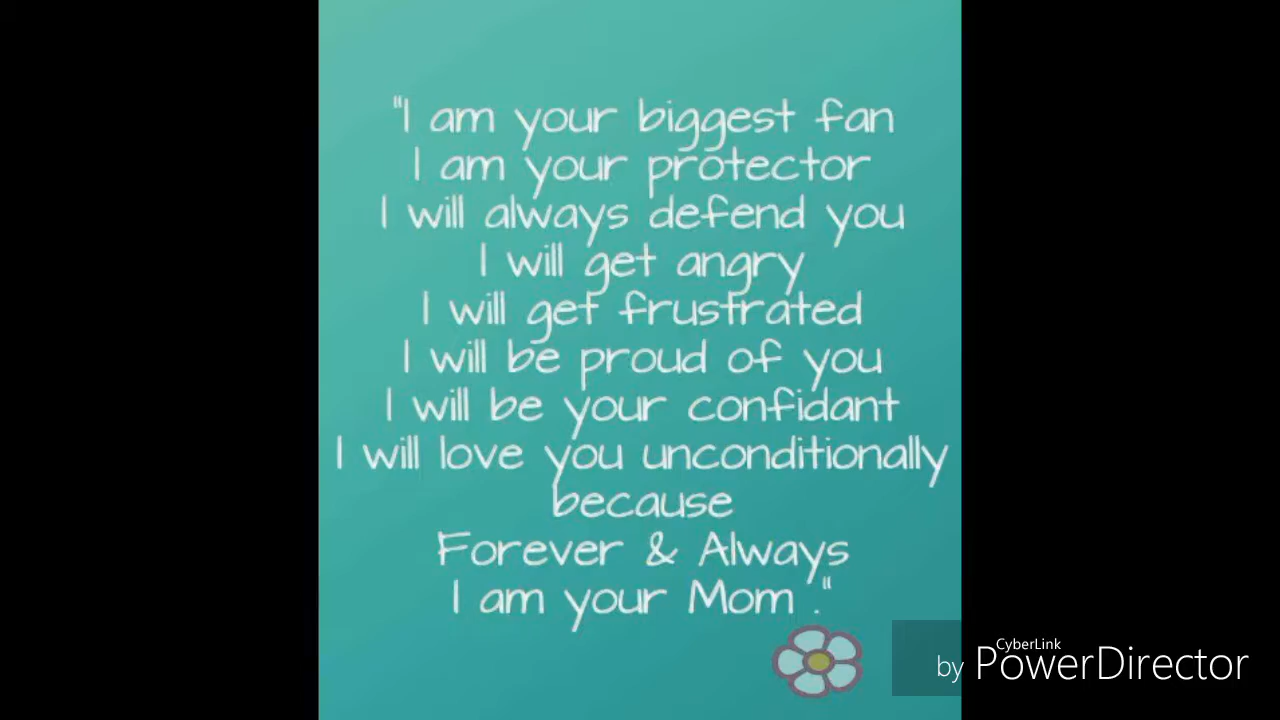 "I am your biggest fan
I am your protector
I will always defend you
I will get angry
I will get frustrated
I will be proud of you
I will be your confidant
I will love you unconditionally
because
Forever & Always
I am your Mom ."
CyberLink
by PowerDirector